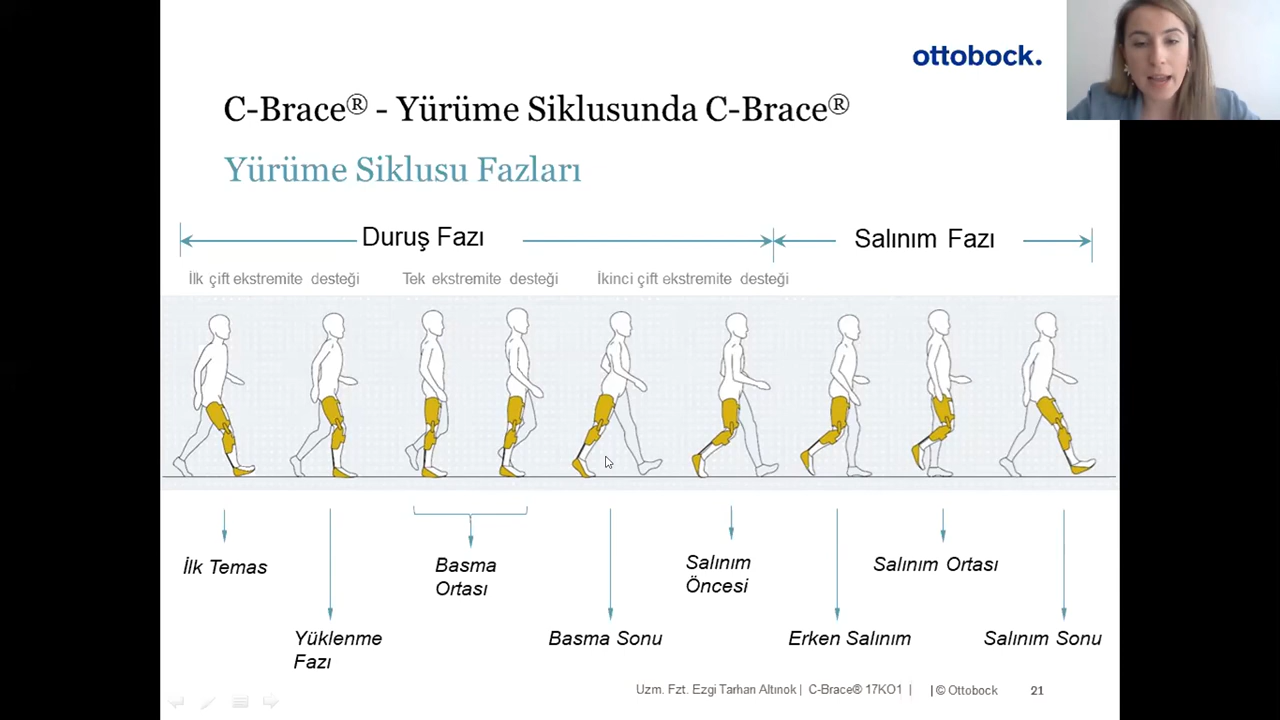 ottobock.
C-Brace® - Yürüme Siklusunda C-Brace®
Yürüme Siklusu Fazları
Duruş Fazı
Salınım Fazı
İlk çift ekstremite desteği
Tek ekstremite desteği
İkinci çift ekstremite desteği
İlk Temas
Yüklenme
Fazı
Basma
Ortası
Basma Sonu
Salınım
Öncesi
Erken Salınım
Salınım Ortası
Salınım Sonu
Uzm. Fzt. Ezgi Tarhan Altınok | C-Brace® 17KO1 | | © Ottobock 21